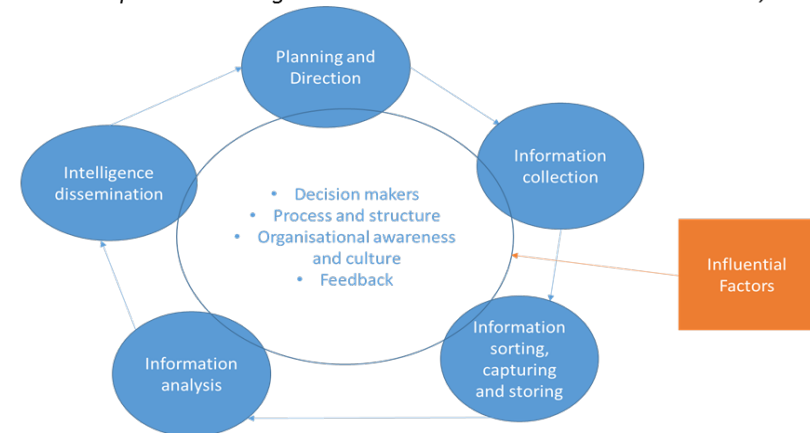 Planning and
Direction
Information
collection
Intelligence
dissemination
• Decision makers
• Process and structure
• Organisational awareness
and culture
• Feedback
Influential
Factors
Information
sorting,
capturing
and storing
Information
analysis